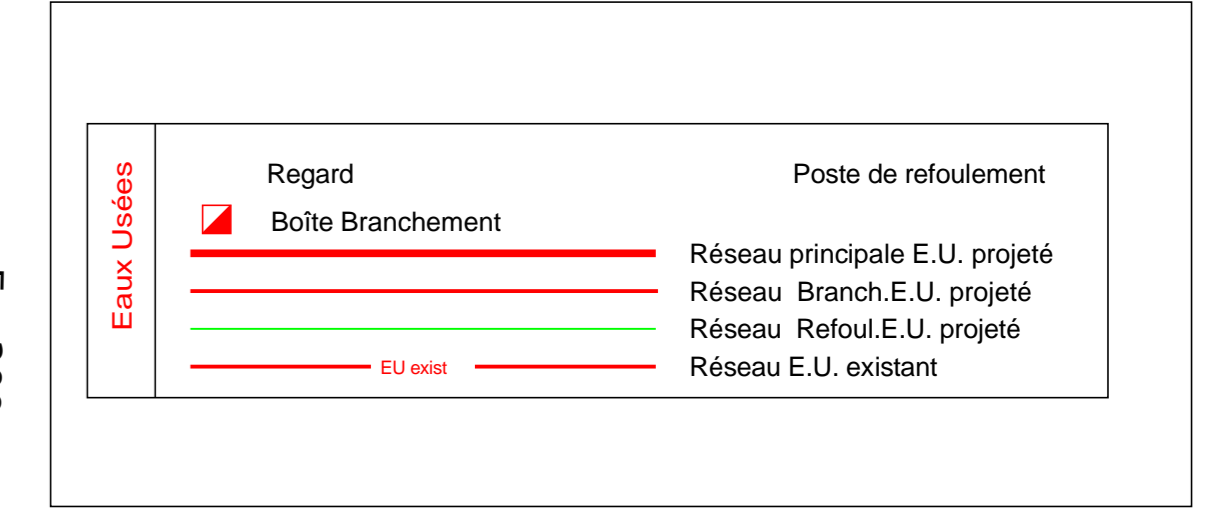 Eaux Usées
Regard
Poste de refoulement
Boîte Branchement
Réseau principale E.U. projeté
Réseau Branch.E.U. projeté
Réseau Refoul.E.U. projeté
EU exist
Réseau E.U. existant